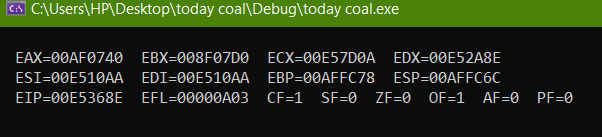 C:\Users\HP\Desktop\today coal\Debug\today coal.exe
EAX=00AF0740 EBX=008F07D0 ECX=00E57D0A EDX=00E52A8E
ESI=00E510AA EDI=00E510AA EBP=00AFFC78 ESP=00AFFC6C
EIP=00E5368E EFL=00000A03 CF=1 SF=0 ZF=0 OF=1 AF=0 PF=0